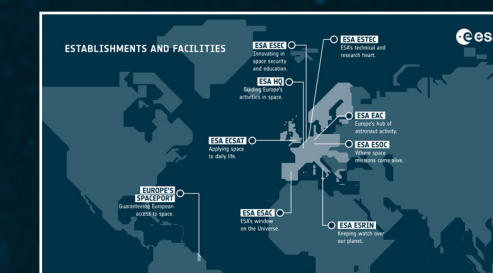 ESTABLISHMENTS AND FACILITIES
esa
ESA ESEC
Innovating in
space security
and education.
ESA ESTEC
ESA's technical and
research heart.
ESA HQ
Guiding Europe's
activities in space.
ESA EAC
Europe's hub of
astronaut activity.
ESA ECSAT
Applying space
to daily life.
ESA ESOC
Where space
missions come alive.
EUROPE'S
SPACEPORT
Guaranteeing European
access to space.
ESA ESAC
ESA's window
on the Universe.
ESA ESRIN
Keeping watch over
our planet.